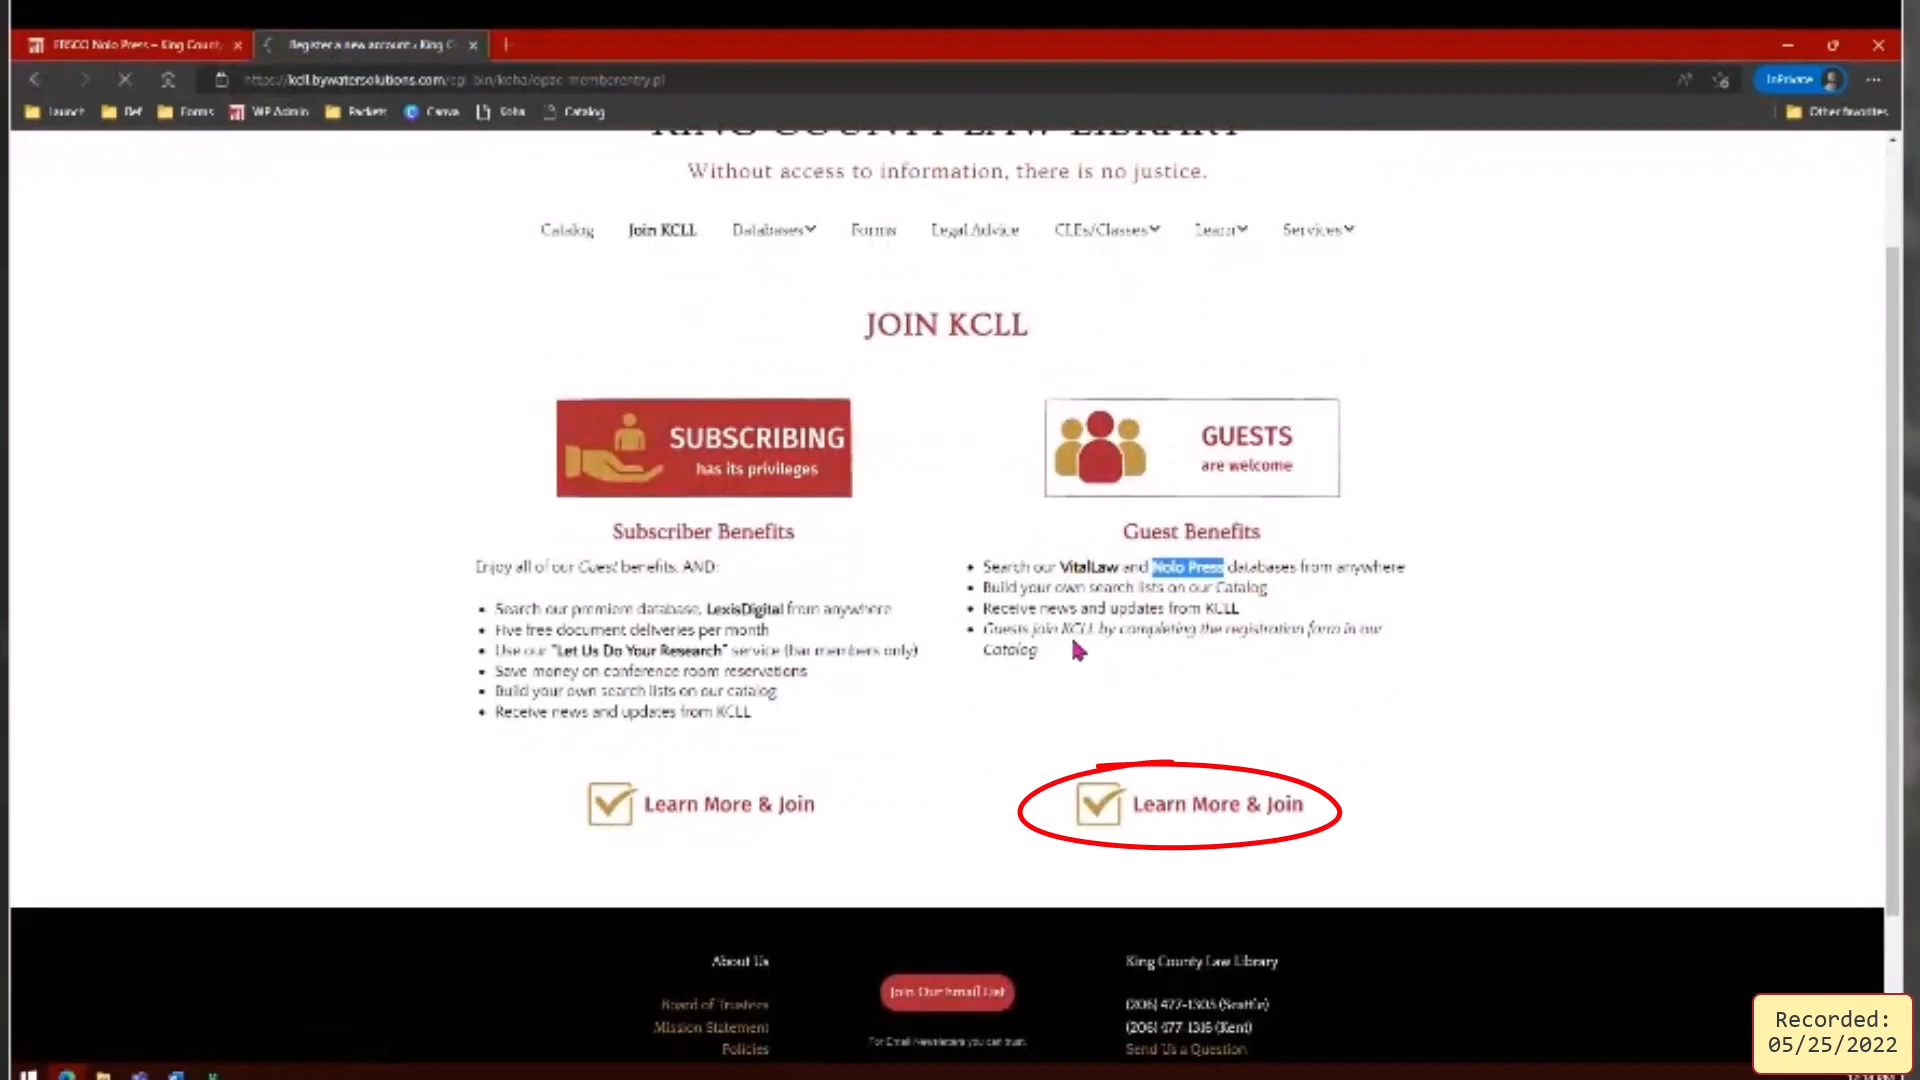 EBSCO Nolo Press – King County
Register a new account › King C
https://kcll.bywatersolutions.com/cgi-bin/koha/opac-memberentry.pl
InPrivate
Launch
Ref
Forms
WP Admin
Packets
Canva
Koha
Catalog
Other favorites
KING COUNTY LAW LIBRARY
Without access to information, there is no justice.
Catalog
Join KCLL
Databases
Forms
Legal Advice
CLEs/Classes
Learn
Services
JOIN KCLL
SUBSCRIBING
has its privileges
Subscriber Benefits
Enjoy all of our Guest benefits, AND:
• Search our premiere database, LexisDigital from anywhere
• Five free document deliveries per month
• Use our "Let Us Do Your Research" service (bar members only)
• Save money on conference room reservations
• Build your own search lists on our catalog
• Receive news and updates from KCLL
Learn More & Join
GUESTS
are welcome
Guest Benefits
• Search our VitalLaw and Nolo Press databases from anywhere
• Build your own search lists on our Catalog
• Receive news and updates from KCLL
• Guests join KCLL by completing the registration form in our
Catalog
Learn More & Join
About Us
Board of Trustees
Mission Statement
Policies
Join Our Email List
For Email Newsletters you can trust.
King County Law Library
(206) 477-1305 (Seattle)
(206) 477-1316 (Kent)
Send Us a Question
Recorded:
05/25/2022